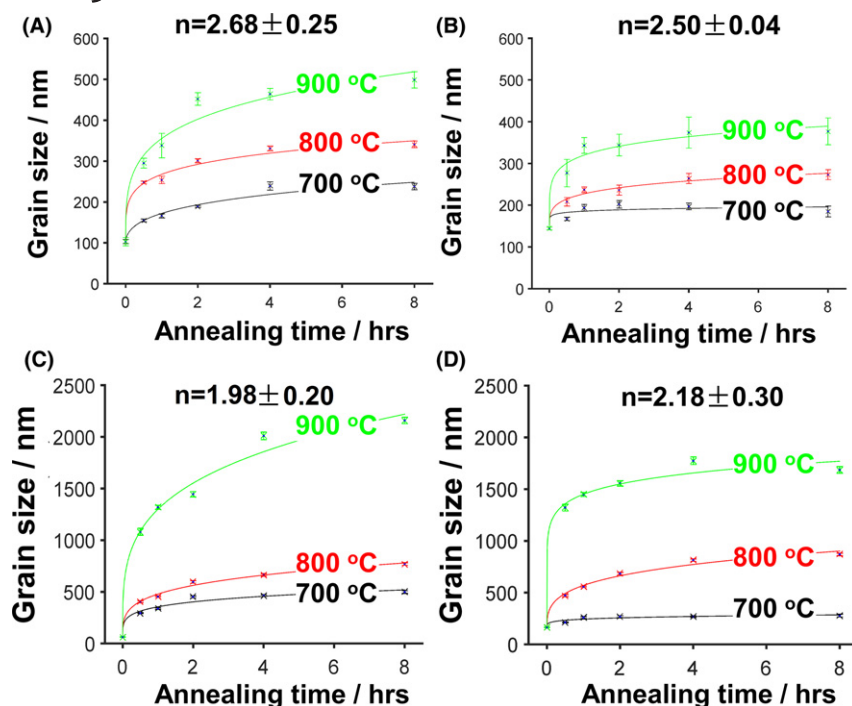 (A)
n=2.68±0.25
Grain size / nm
600
500
400
300
200
100
0
900 °C
800 °C
700 °C
0 2 4 6 8
Annealing time / hrs
(B)
n=2.50±0.04
Grain size / nm
600
500
400
300
200
100
0
900 °C
800 °C
700 °C
0 2 4 6 8
Annealing time / hrs
(C)
n=1.98±0.20
Grain size / nm
2500
2000
1500
1000
500
0
900 °C
800 °C
700 °C
0 2 4 6 8
Annealing time / hrs
(D)
n=2.18±0.30
Grain size / nm
2500
2000
1500
1000
500
0
900 °C
800 °C
700 °C
0 2 4 6 8
Annealing time / hrs